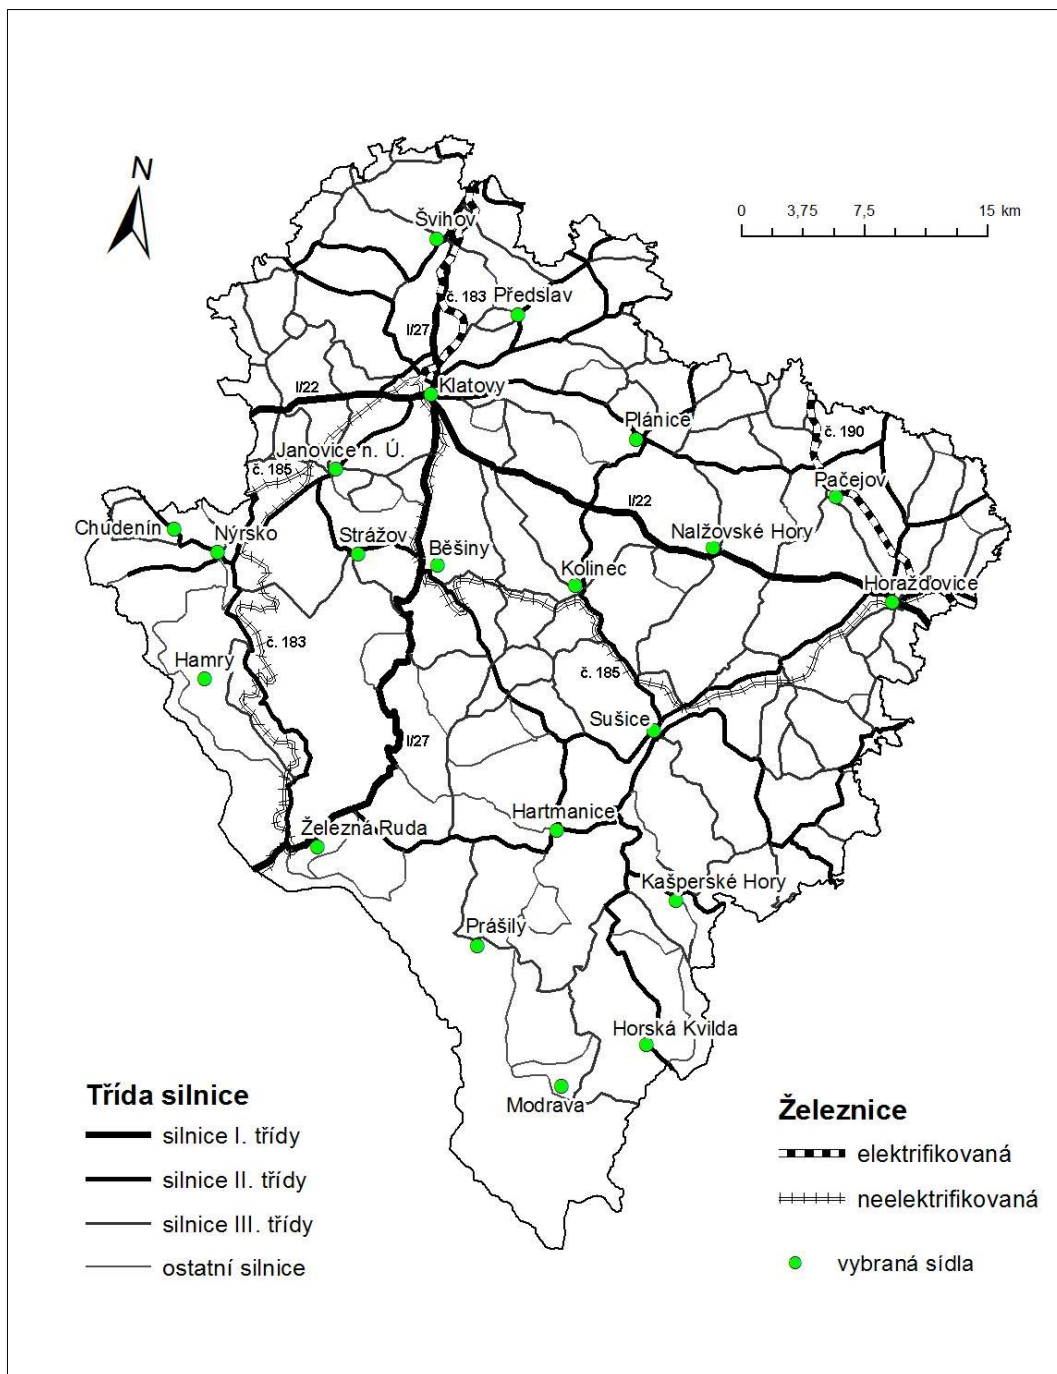 N
0 3,75 7,5 15 km
Švihov
č. 183
Předslav
I/27
I/22
Klatovy
Plánice
č. 190
Janovice n. Ú.
č. 185
Pačejov
I/22
Chudenín
Nýrsko
Strážov
Běšiny
Nalžovské Hory
Kolinec
Horažďovice
č. 183
Hamry
č. 185
Sušice
I/27
Hartmanice
Železná Ruda
Kašperské Hory
Prášily
Horská Kvilda
Modrava
Třída silnice
silnice I. třídy
silnice II. třídy
silnice III. třídy
ostatní silnice
Železnice
elektrifikovaná
neelektrifikovaná
vybraná sídla